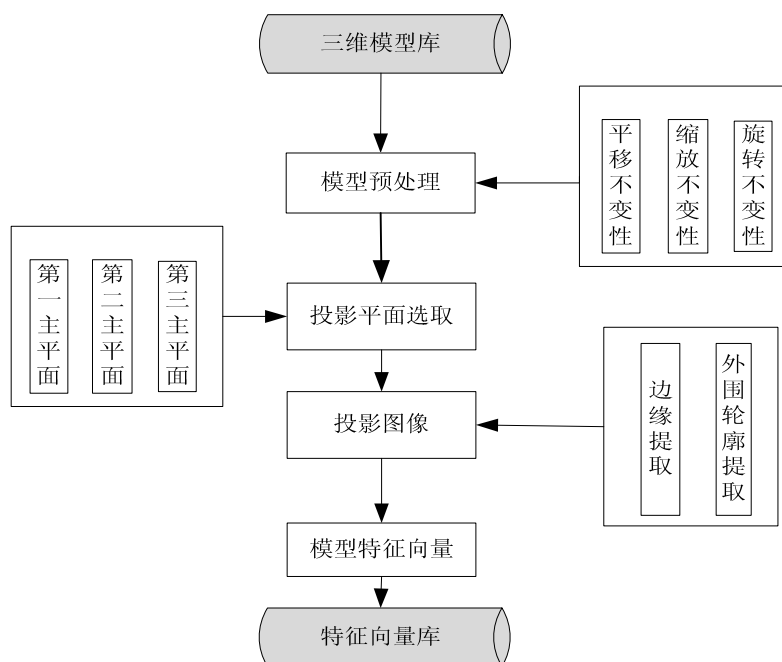 三维模型库
模型预处理
平移不变性
缩放不变性
旋转不变性
第一主平面
第二主平面
第三主平面
投影平面选取
投影图像
边缘提取
外围轮廓提取
模型特征向量
特征向量库